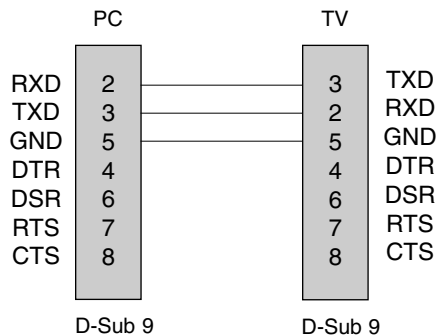 PC TV
RXD 2 3 TXD
TXD 3 2 RXD
GND 5 5 GND
DTR 4 4 DTR
DSR 6 6 DSR
RTS 7 7 RTS
CTS 8 8 CTS
D-Sub 9 D-Sub 9